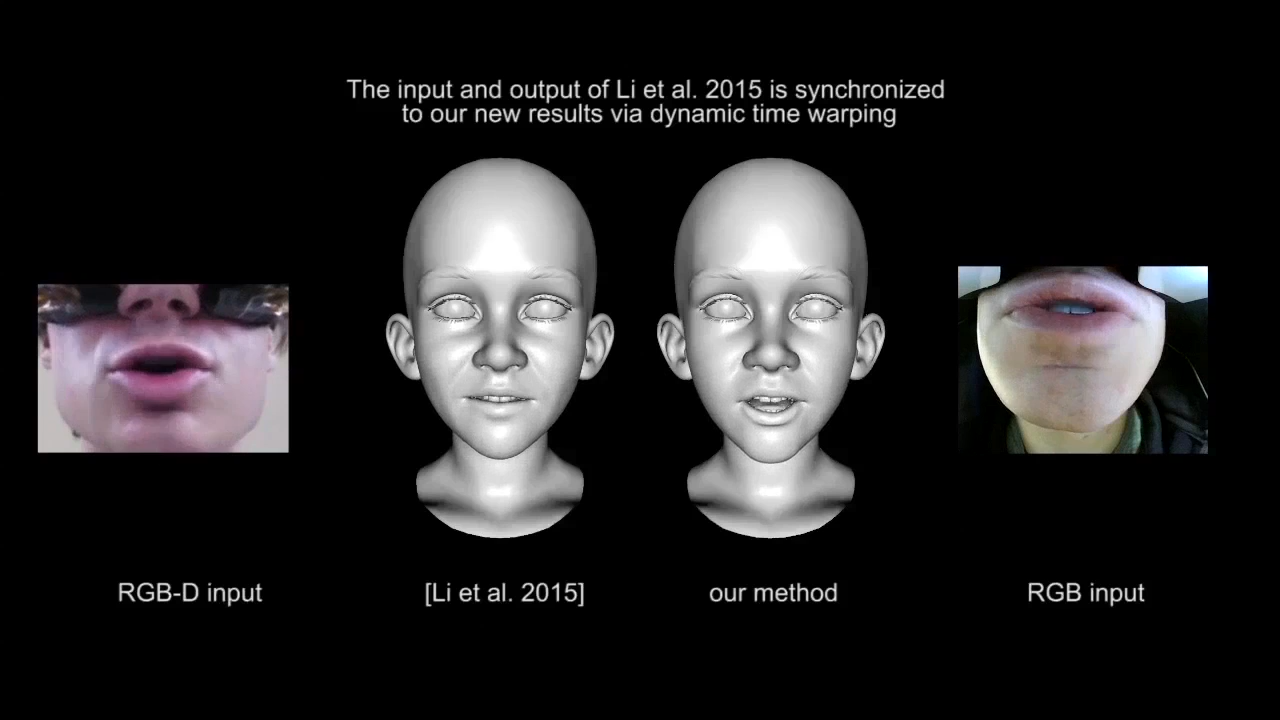 The input and output of Li et al. 2015 is synchronized
to our new results via dynamic time warping
RGB-D input
[Li et al. 2015]
our method
RGB input